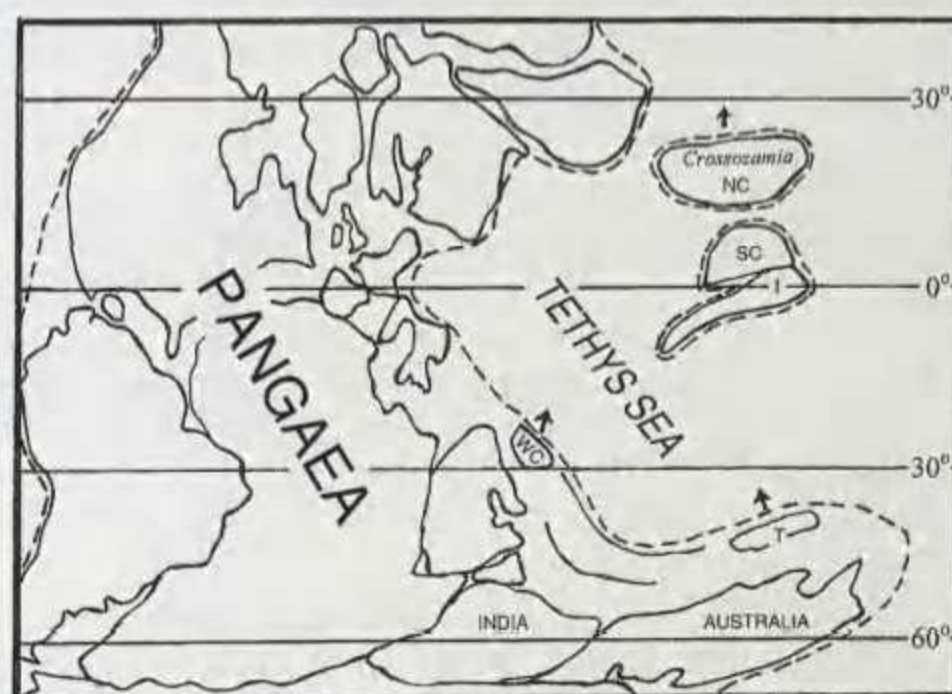 30°
Crossozamia
NC
SC
I
0°
PANGAEA
TETHYS SEA
WC
30°
T
INDIA
AUSTRALIA
60°